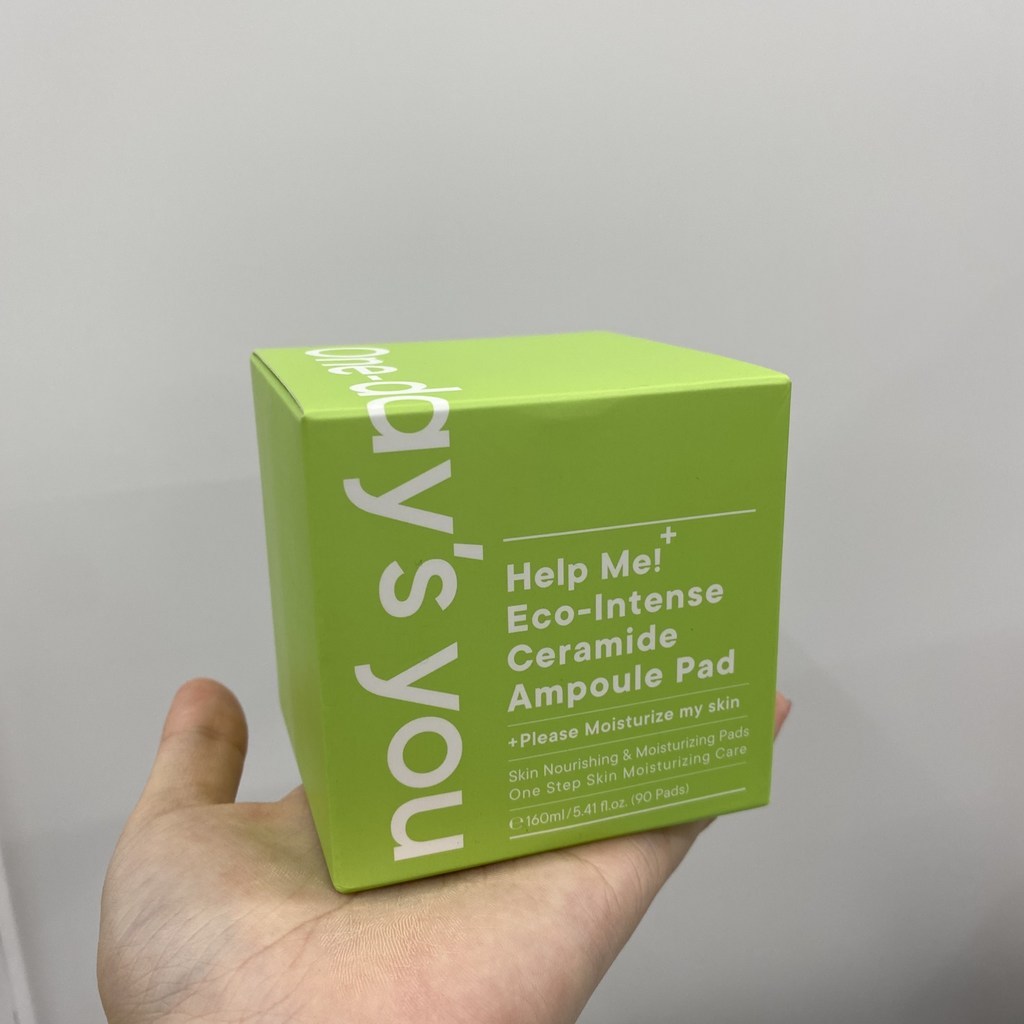 One-day's you
Help Me!+
Eco-Intense
Ceramide
Ampoule Pad
+Please Moisturize my skin
Skin Nourishing & Moisturizing Pads
One Step Skin Moisturizing Care
℮160ml/5.41 fl.oz. (90 Pads)